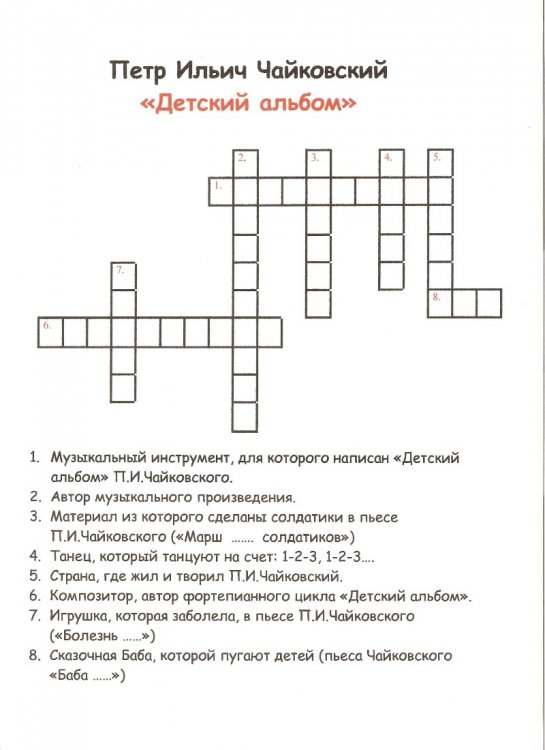 Петр Ильич Чайковский
«Детский альбом»
2. 3. 4. 5.
1.
7.
8.
6.
1. Музыкальный инструмент, для которого написан «Детский
альбом» П.И.Чайковского.
2. Автор музыкального произведения.
3. Материал из которого сделаны солдатики в пьесе
П.И.Чайковского («Марш ……. солдатиков»)
4. Танец, который танцуют на счет: 1-2-3, 1-2-3….
5. Страна, где жил и творил П.И.Чайковский.
6. Композитор, автор фортепианного цикла «Детский альбом».
7. Игрушка, которая заболела, в пьесе П.И.Чайковского
(«Болезнь ……»)
8. Сказочная Баба, которой пугают детей (пьеса Чайковского
«Баба ……»)